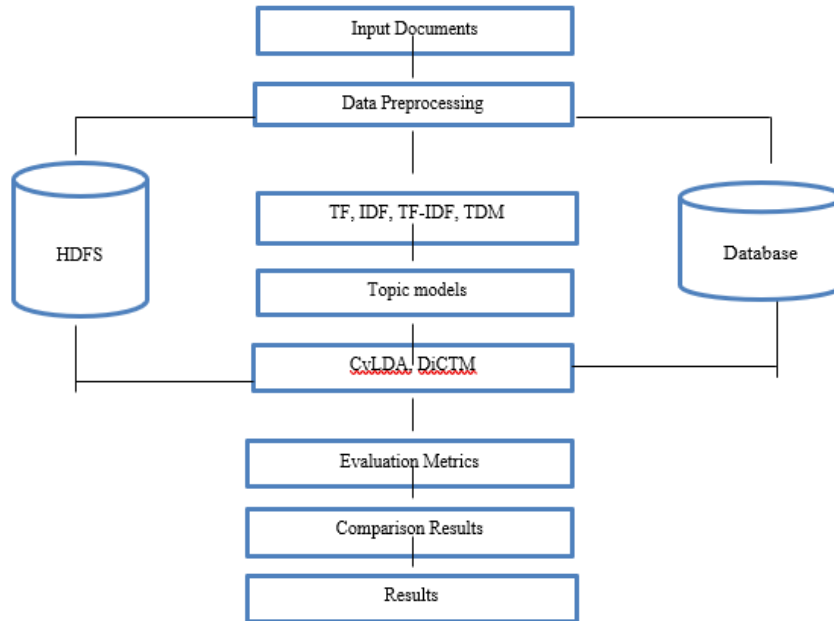 Input Documents
Data Preprocessing
TF, IDF, TF-IDF, TDM
HDFS
Database
Topic models
CvLDA, DiCTM
Evaluation Metrics
Comparison Results
Results